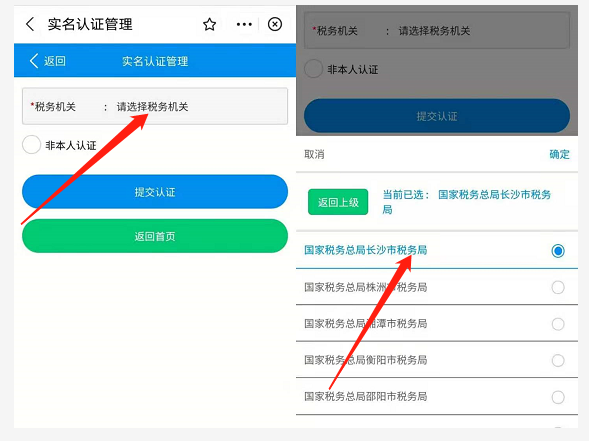 实名认证管理
返回 实名认证管理
*税务机关 ： 请选择税务机关
非本人认证
提交认证
返回首页
*税务机关 ： 请选择税务机关
非本人认证
提交认证
取消 确定
返回上级
当前已选： 国家税务总局长沙市税务
局
国家税务总局长沙市税务局
国家税务总局株洲市税务局
国家税务总局湘潭市税务局
国家税务总局衡阳市税务局
国家税务总局邵阳市税务局